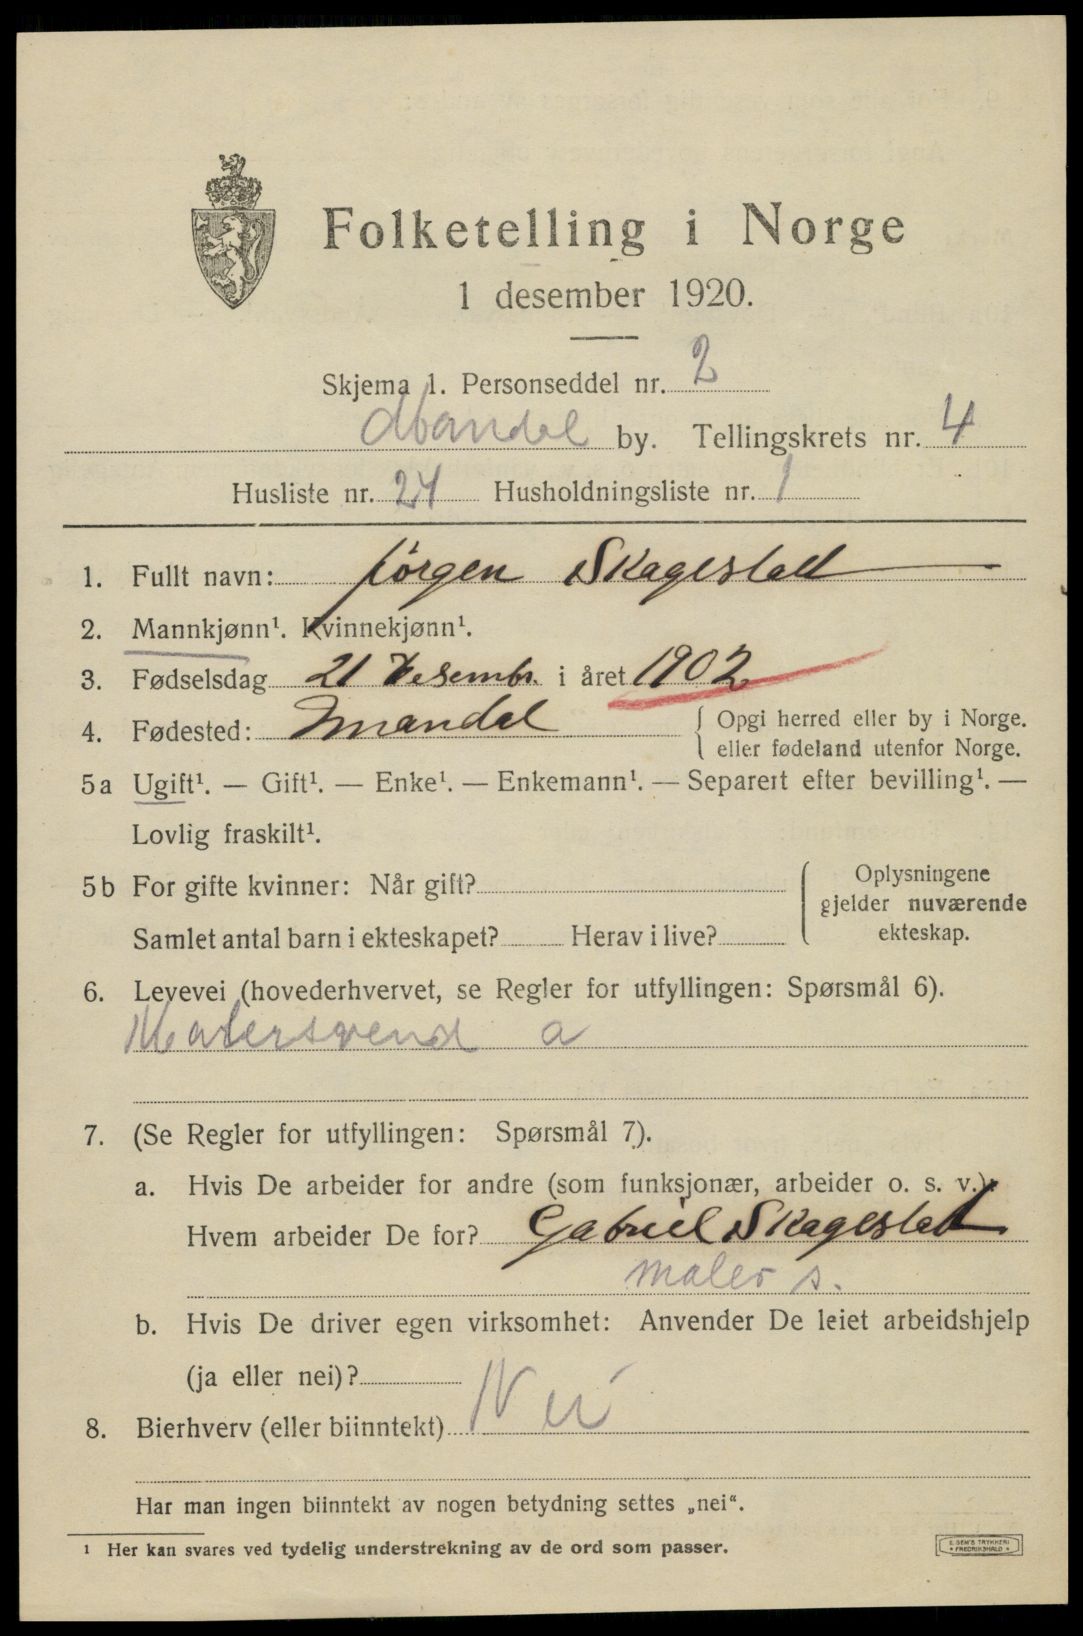 Folketelling i Norge
1 desember 1920.
Skjema 1. Personseddel nr. 2
Mandal by. Tellingskrets nr. 4
Husliste nr. 24 Husholdningsliste nr. 1
1. Fullt navn: Jörgen Skagestad
2. Mannkjønn¹. Kvinnekjønn¹.
3. Fødselsdag 21 Desembr. i året 1902
4. Fødested: Mandal { Opgi herred eller by i Norge.
eller fødeland utenfor Norge.
5a Ugift¹. — Gift¹. — Enke¹. — Enkemann¹. — Separert efter bevilling¹. —
Lovlig fraskilt¹.
5b For gifte kvinner: Når gift?
Samlet antal barn i ekteskapet? Herav i live?
Oplysningene
gjelder nuværende
ekteskap.
6. Levevei (hovederhvervet, se Regler for utfyllingen: Spørsmål 6).
Malersvend a
7. (Se Regler for utfyllingen: Spørsmål 7).
a. Hvis De arbeider for andre (som funksjonær, arbeider o. s. v.):
Hvem arbeider De for? Gabriel Skagestad
maler s.
b. Hvis De driver egen virksomhet: Anvender De leiet arbeidshjelp
(ja eller nei)?
8. Bierhverv (eller biinntekt) Nei
Har man ingen biinntekt av nogen betydning settes „nei“.
¹ Her kan svares ved tydelig understrekning av de ord som passer.
E. SEM'S TRYKKERI
• FREDRIKSHALD •